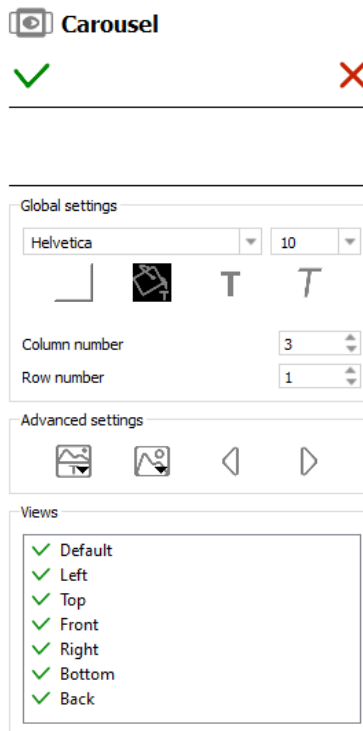 Carousel
Global settings
Helvetica 10
T T
Column number 3
Row number 1
Advanced settings
Views
Default
Left
Top
Front
Right
Bottom
Back